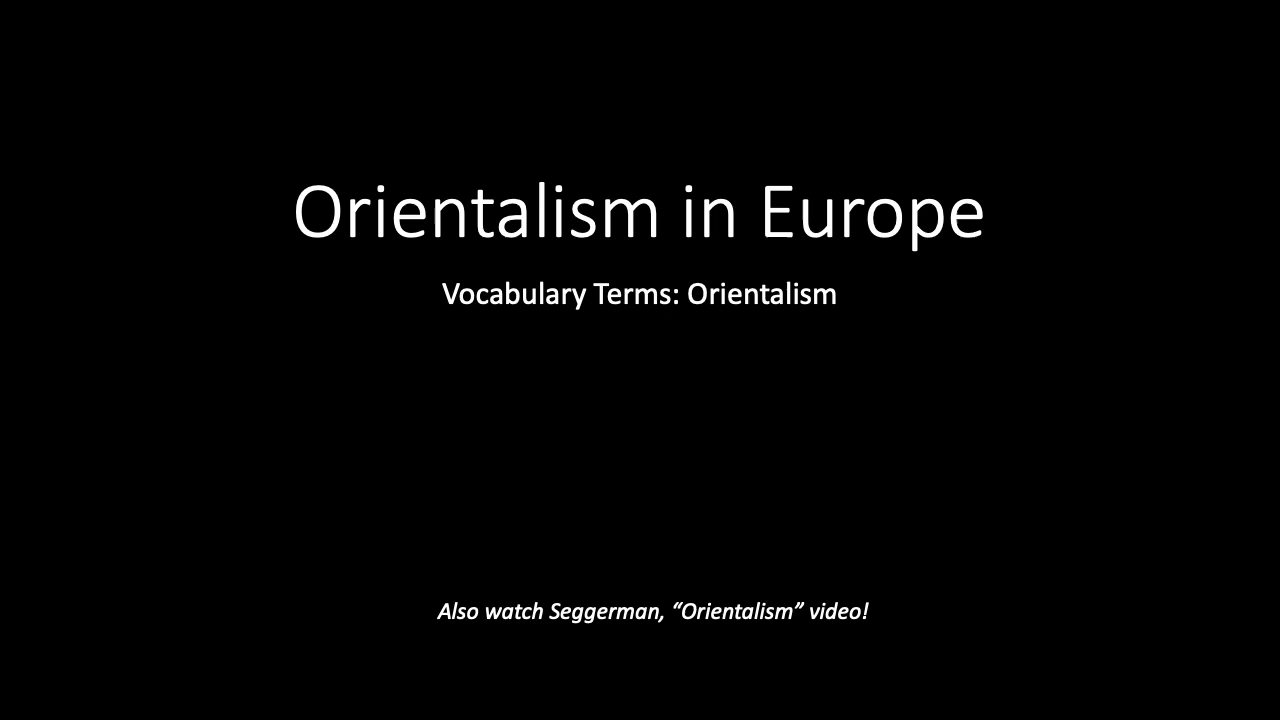 Orientalism in Europe
Vocabulary Terms: Orientalism
Also watch Seggerman, “Orientalism” video!